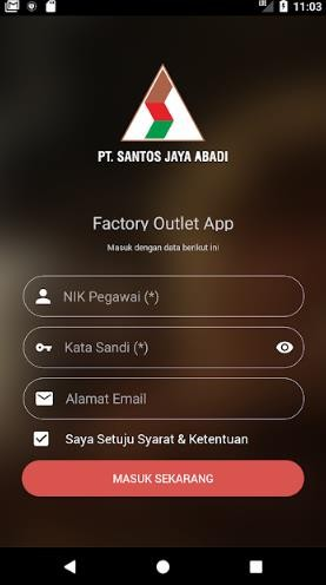 11:03
PT. SANTOS JAYA ABADI
Factory Outlet App
Masuk dengan data berikut ini
NIK Pegawai (*)
Kata Sandi (*)
Alamat Email
Saya Setuju Syarat & Ketentuan
MASUK SEKARANG